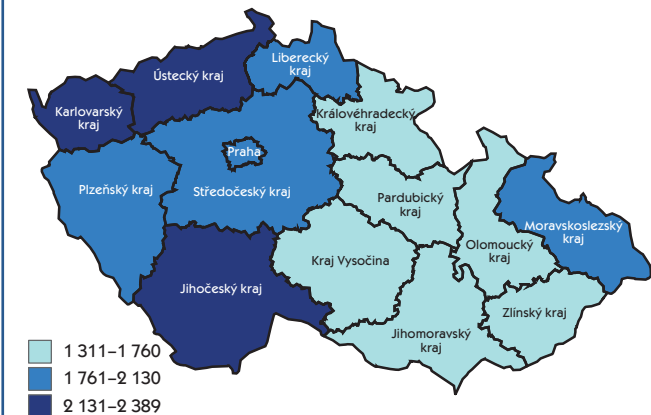 Liberecký
kraj
Ústecký kraj
Karlovarský
kraj
Královéhradecký
kraj
Praha
Plzeňský kraj
Středočeský kraj
Pardubický
kraj
Moravskoslezský
kraj
Olomoucký
kraj
Kraj Vysočina
Jihočeský kraj
Zlínský kraj
Jihomoravský
kraj
1 311–1 760
1 761–2 130
2 131–2 389